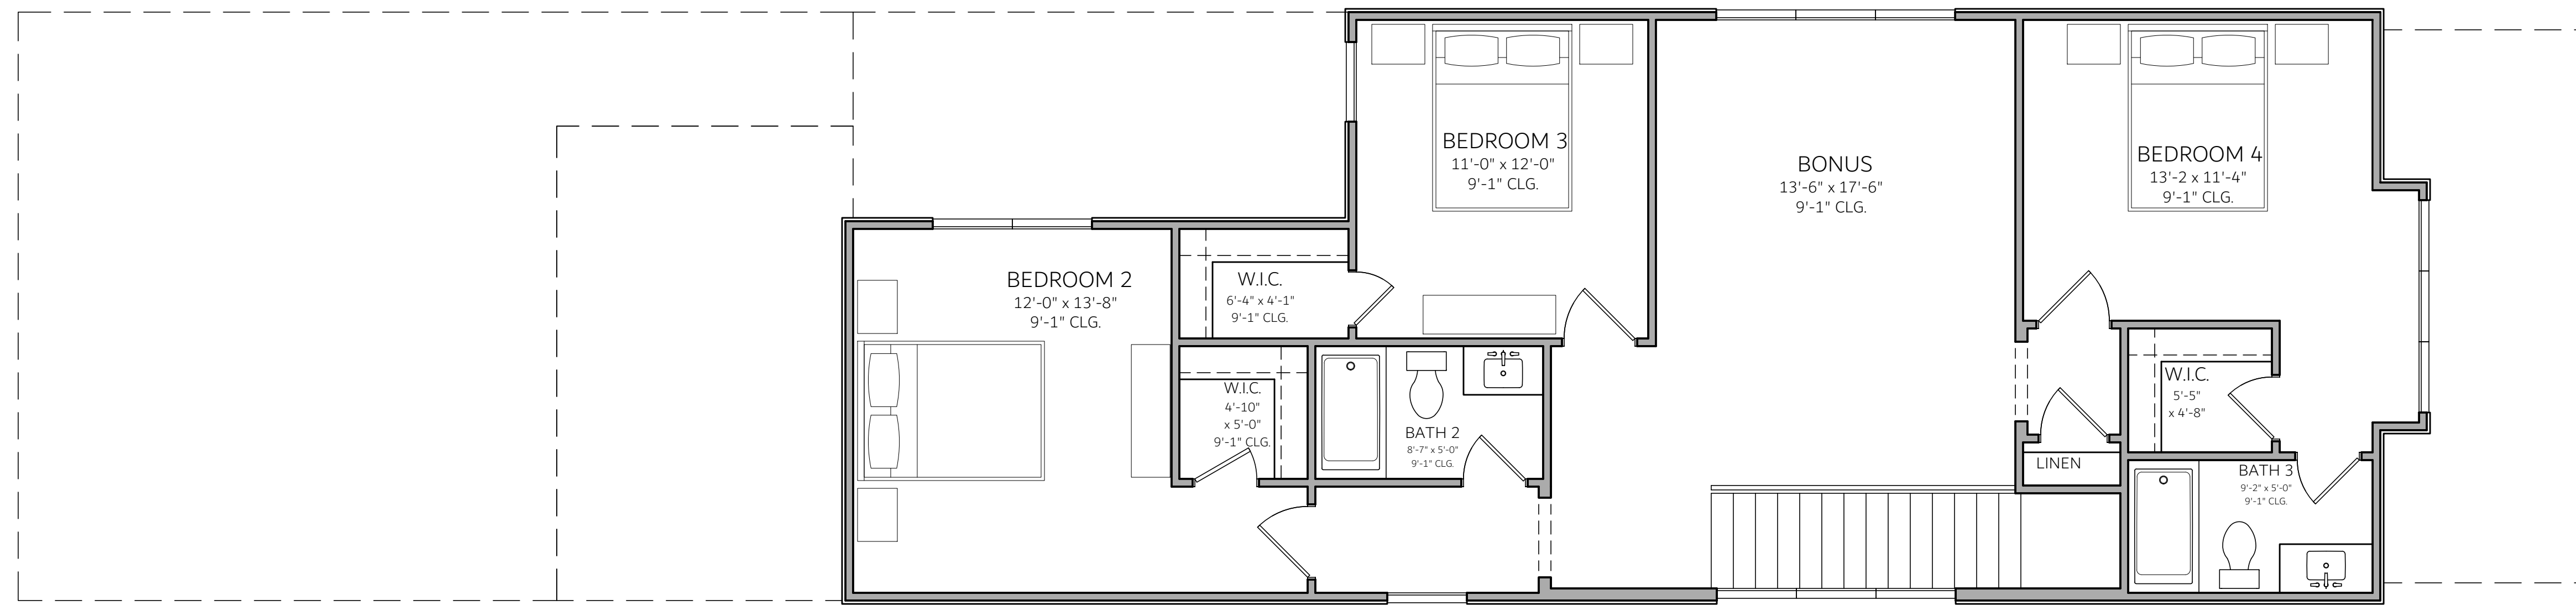 BEDROOM 3
11'-0" x 12'-0"
9'-1" CLG.
BONUS
13'-6" x 17'-6"
9'-1" CLG.
BEDROOM 4
13'-2 x 11'-4"
9'-1" CLG.
BEDROOM 2
12'-0" x 13'-8"
9'-1" CLG.
W.I.C.
6'-4" x 4'-1"
9'-1" CLG.
W.I.C.
4'-10"
x 5'-0"
9'-1" CLG.
BATH 2
8'-7" x 5'-0"
9'-1" CLG.
W.I.C.
5'-5"
x 4'-8"
LINEN
BATH 3
9'-2" x 5'-0"
9'-1" CLG.